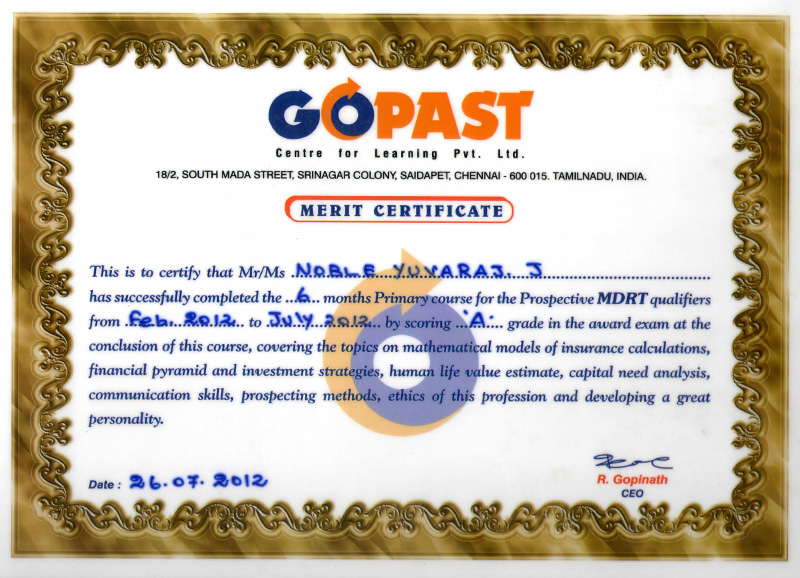 GOPAST
Centre for Learning Pvt. Ltd.
18/2, SOUTH MADA STREET, SRINAGAR COLONY, SAIDAPET, CHENNAI - 600 015. TAMILNADU, INDIA.
MERIT CERTIFICATE
This is to certify that Mr/Ms NOBLE YUVARAJ. J
has successfully completed the 6 months Primary course for the Prospective MDRT qualifiers
from Feb. 2012 to July 2012 by scoring 'A' grade in the award exam at the
conclusion of this course, covering the topics on mathematical models of insurance calculations,
financial pyramid and investment strategies, human life value estimate, capital need analysis,
communication skills, prospecting methods, ethics of this profession and developing a great
personality.
Date : 26.07.2012
R. Gopinath
CEO